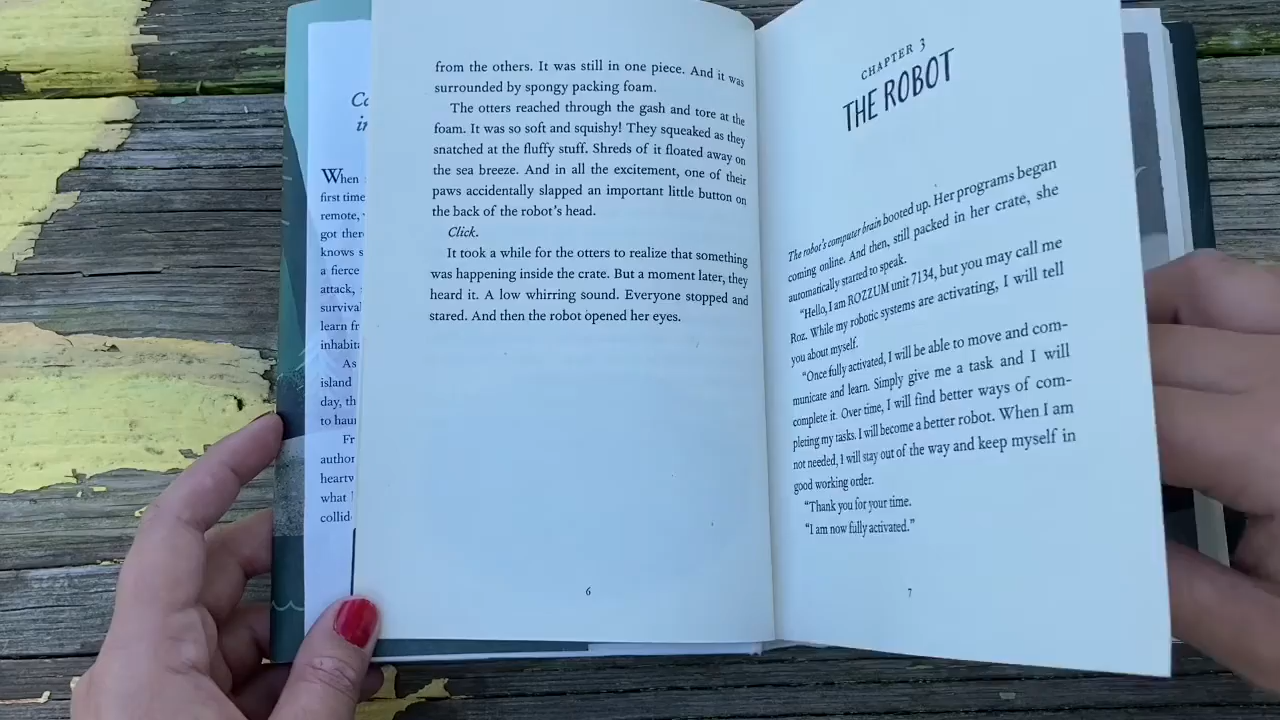 Co
in
When
first time
remote,
got ther
knows s
a fierce
attack,
survival
learn fr
inhabita
As
island
day, th
to haun
Fr
author
heartw
what
collid
from the others. It was still in one piece. And it was
surrounded by spongy packing foam.
The otters reached through the gash and tore at the
foam. It was so soft and squishy! They squeaked as they
snatched at the fluffy stuff. Shreds of it floated away on
the sea breeze. And in all the excitement, one of their
paws accidentally slapped an important little button on
the back of the robot's head.
Click.
It took a while for the otters to realize that something
was happening inside the crate. But a moment later, they
heard it. A low whirring sound. Everyone stopped and
stared. And then the robot opened her eyes.
6
CHAPTER 3
THE ROBOT
The robot's computer brain booted up. Her programs began
coming online. And then, still packed in her crate, she
automatically started to speak.
"Hello, I am ROZZUM unit 7134, but you may call me
Roz. While my robotic systems are activating, I will tell
you about myself.
"Once fully activated, I will be able to move and com-
municate and learn. Simply give me a task and I will
complete it. Over time, I will find better ways of com-
pleting my tasks. I will become a better robot. When I am
not needed, I will stay out of the way and keep myself in
good working order.
"Thank you for your time.
"I am now fully activated."
7